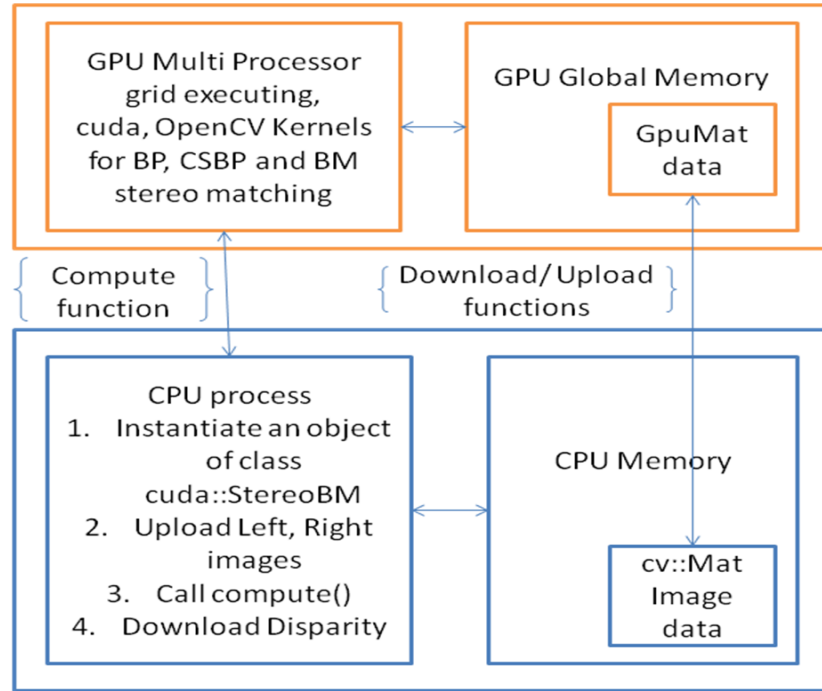 GPU Multi Processor
grid executing,
cuda, OpenCV Kernels
for BP, CSBP and BM
stereo matching
GPU Global Memory
GpuMat
data
Compute
function
Download/Upload
functions
CPU process
1. Instantiate an object
of class
cuda::StereoBM
2. Upload Left, Right
images
3. Call compute()
4. Download Disparity
CPU Memory
cv::Mat
Image
data